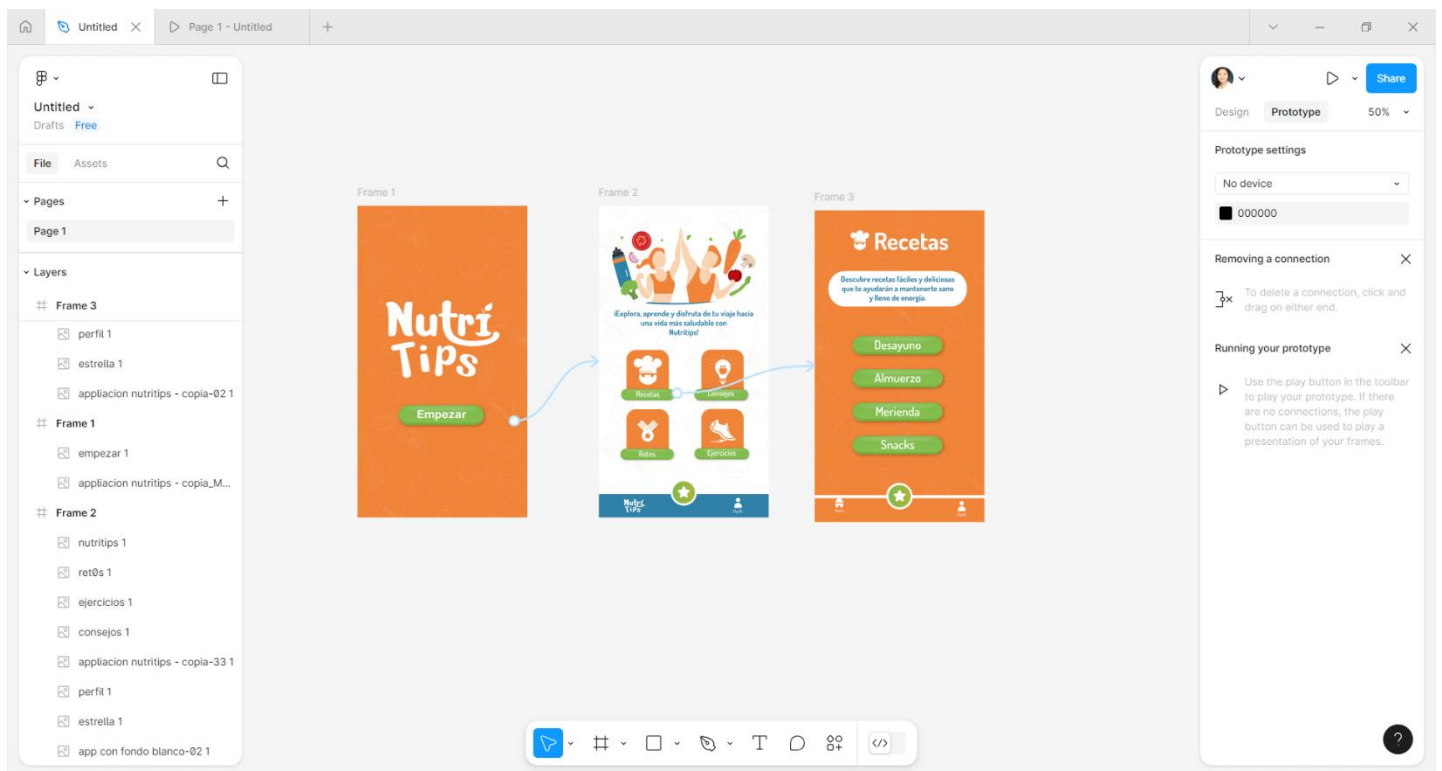 Untitled
Page 1 - Untitled
Untitled
Drafts Free
File Assets
Pages
Page 1
Layers
Frame 3
perfil 1
estrella 1
appliacion nutritips - copia-02 1
Frame 1
empezar 1
appliacion nutritips - copia_M...
Frame 2
nutritips 1
ret0s 1
ejercicios 1
consejos 1
appliacion nutritips - copia-33 1
perfil 1
estrella 1
app con fondo blanco-02 1
Frame 1
Nutri
Tips
Empezar
Frame 2
¡Explora, aprende y disfruta de tu viaje hacia
una vida más saludable con
Nutritips!
Recetas
Consejos
Retos
Ejercicios
Nutri
Tips
Perfil
Frame 3
Recetas
Descubre recetas fáciles y deliciosas
que te ayudarán a mantenerte sano
y lleno de energía.
Desayuno
Almuerzo
Merienda
Snacks
Perfil
Share
Design Prototype 50%
Prototype settings
No device
000000
Removing a connection
To delete a connection, click and
drag on either end.
Running your prototype
Use the play button in the toolbar
to play your prototype. If there
are no connections, the play
button can be used to play a
presentation of your frames.